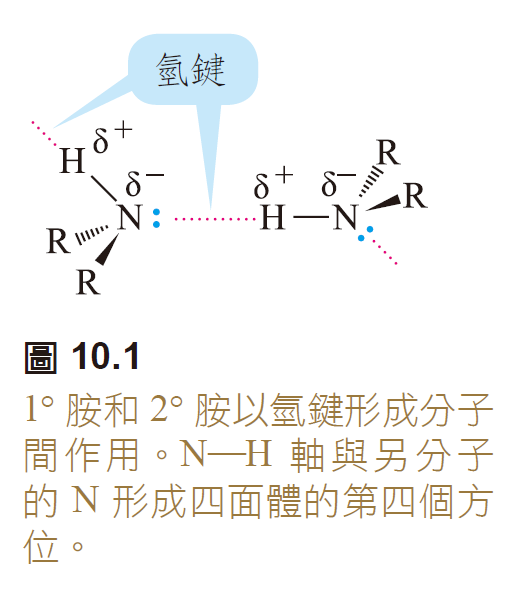 氫鍵
H δ+
δ−
N :
R
R
δ+ δ−
H—N
R
R
圖 10.1
1° 胺和 2° 胺以氫鍵形成分子
間作用。N—H 軸與另分子
的 N 形成四面體的第四個方
位。